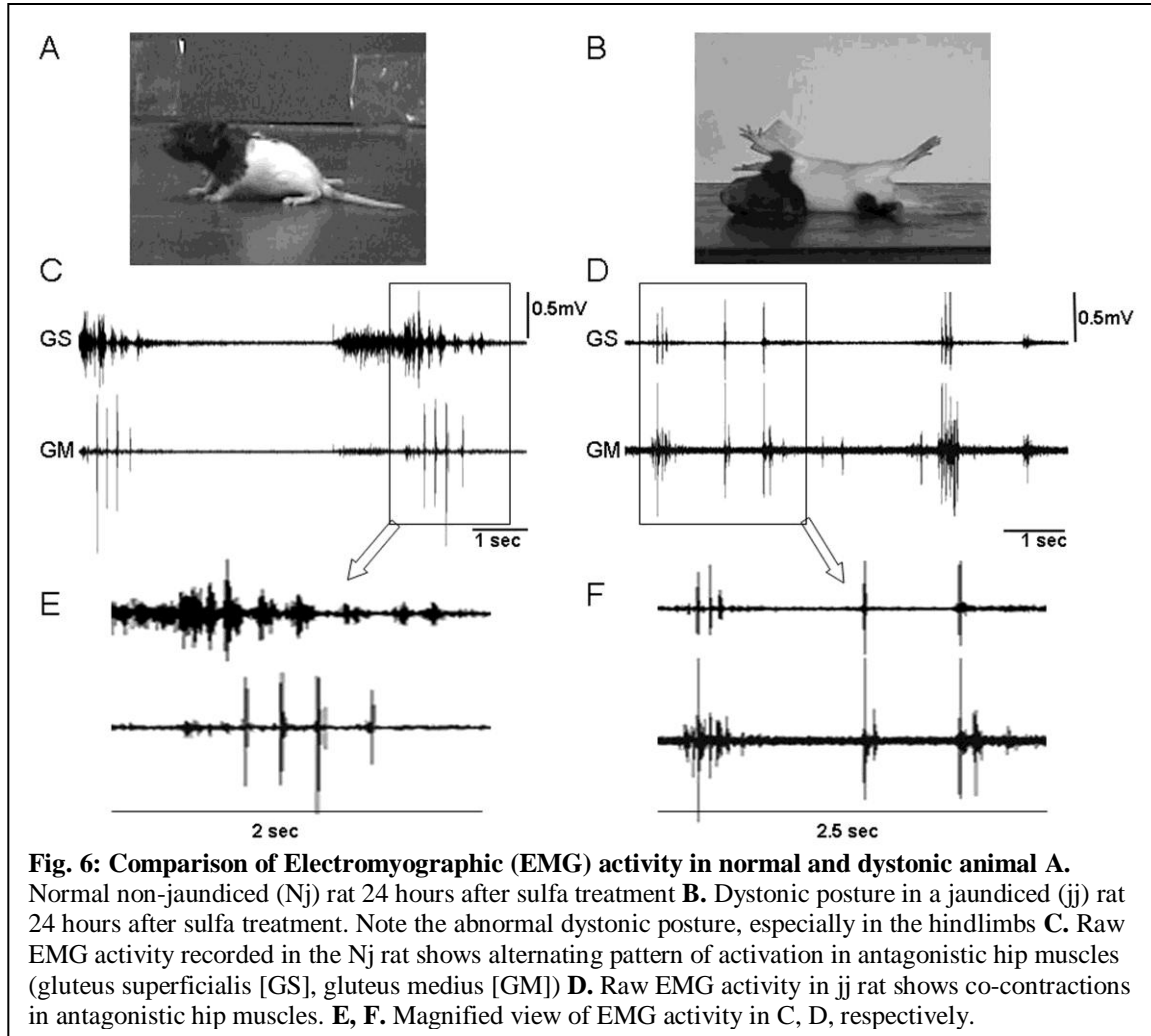 A
B
C
D
GS
0.5mV
GS
0.5mV
GM
GM
1 sec
1 sec
E
F
2 sec
2.5 sec
Fig. 6: Comparison of Electromyographic (EMG) activity in normal and dystonic animal A.
Normal non-jaundiced (Nj) rat 24 hours after sulfa treatment B. Dystonic posture in a jaundiced (jj) rat
24 hours after sulfa treatment. Note the abnormal dystonic posture, especially in the hindlimbs C. Raw
EMG activity recorded in the Nj rat shows alternating pattern of activation in antagonistic hip muscles
(gluteus superficialis [GS], gluteus medius [GM]) D. Raw EMG activity in jj rat shows co-contractions
in antagonistic hip muscles. E, F. Magnified view of EMG activity in C, D, respectively.